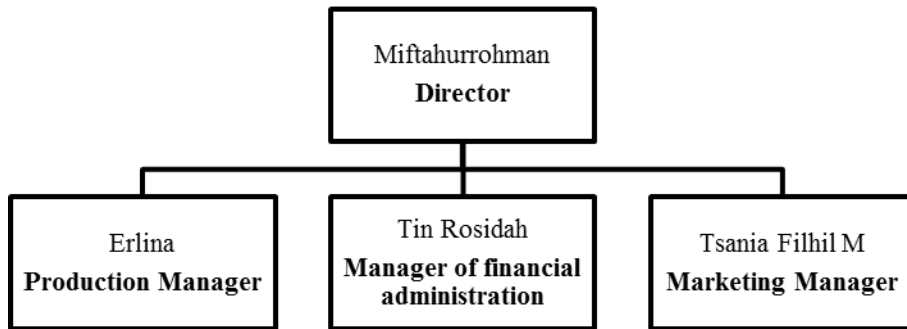 Miftahurrohman
Director
Erlina
Production Manager
Tin Rosidah
Manager of financial
administration
Tsania Filhil M
Marketing Manager